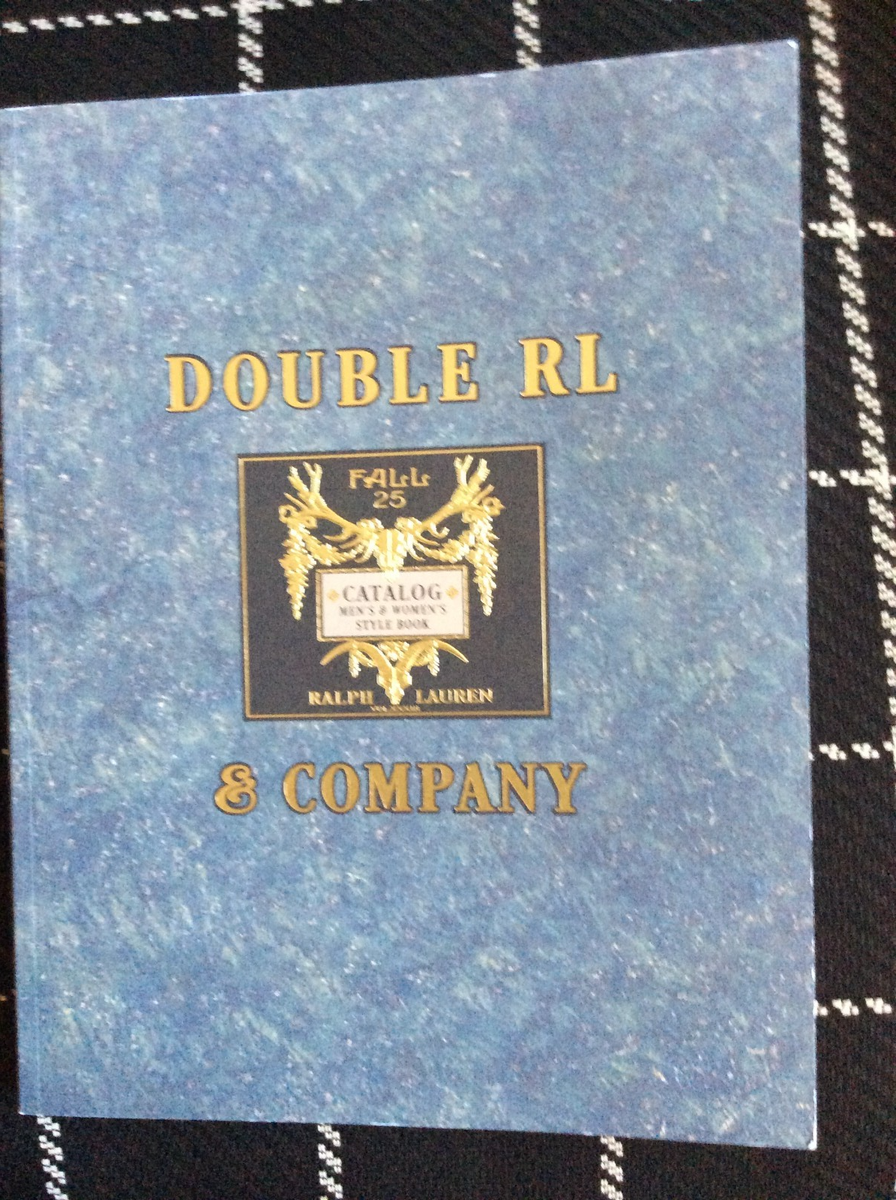 DOUBLE RL
FALL
25
CATALOG
MEN'S & WOMEN'S
STYLE BOOK
RALPH LAUREN
& COMPANY